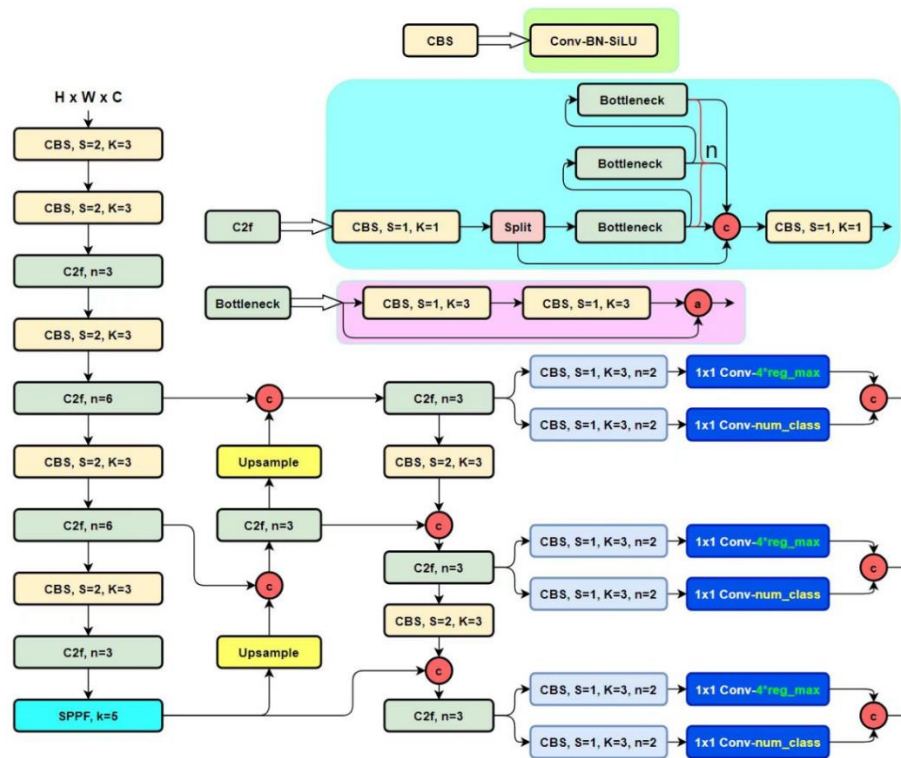 CBS
Conv-BN-SiLU
H x W x C
CBS, S=2, K=3
CBS, S=2, K=3
C2f, n=3
CBS, S=2, K=3
C2f, n=6
CBS, S=2, K=3
C2f, n=6
CBS, S=2, K=3
C2f, n=3
SPPF, k=5
Bottleneck
Bottleneck
n
C2f
CBS, S=1, K=1
Split
Bottleneck
c
CBS, S=1, K=1
Bottleneck
CBS, S=1, K=3
CBS, S=1, K=3
a
c
Upsample
C2f, n=3
c
Upsample
C2f, n=3
CBS, S=2, K=3
c
C2f, n=3
CBS, S=2, K=3
c
C2f, n=3
CBS, S=1, K=3, n=2
1x1 Conv-4*reg_max
CBS, S=1, K=3, n=2
1x1 Conv-num_class
c
CBS, S=1, K=3, n=2
1x1 Conv-4*reg_max
CBS, S=1, K=3, n=2
1x1 Conv-num_class
c
CBS, S=1, K=3, n=2
1x1 Conv-4*reg_max
CBS, S=1, K=3, n=2
1x1 Conv-num_class
c